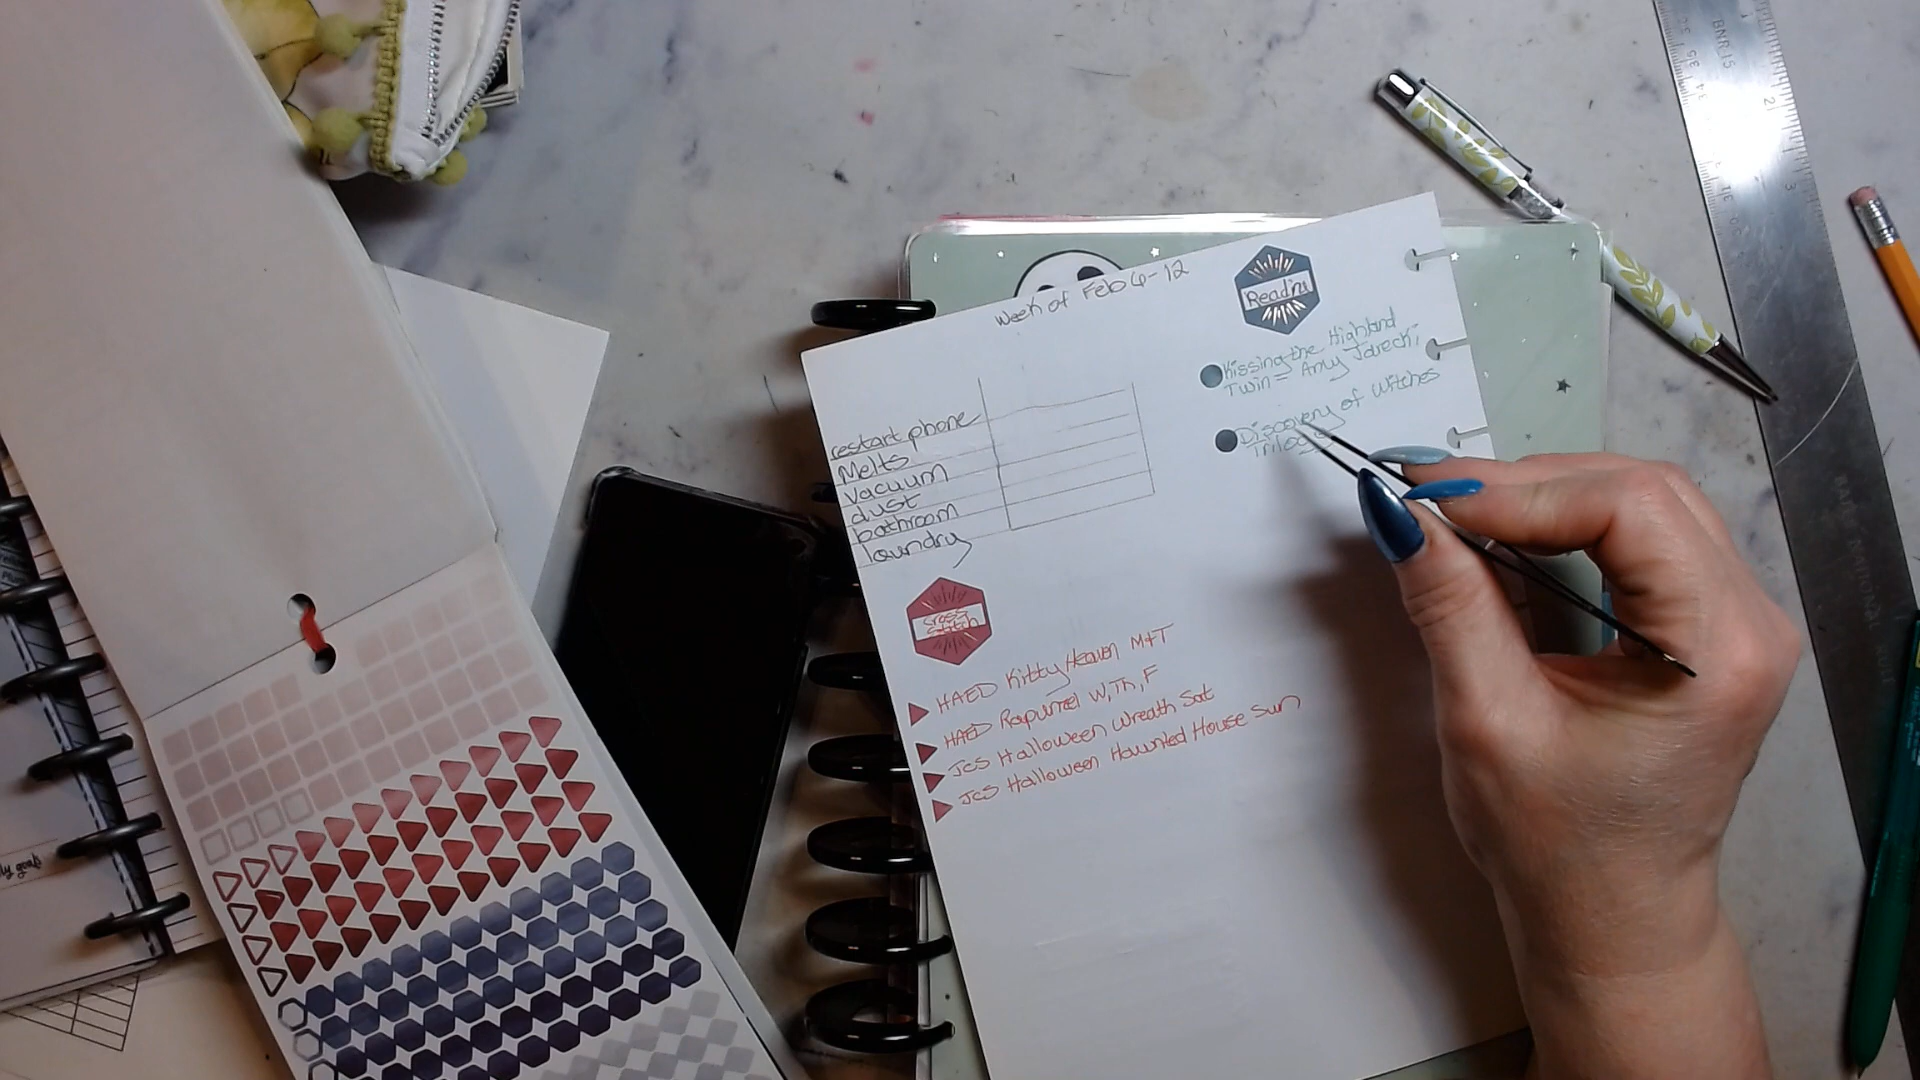 Week of Feb 6-12
restart phone
Melts
vacuum
dust
bathroom
laundry
Cross
Stitch
HAED Kitty Heaven M+T
HAED Rapunzel W, Th, F
JCS Halloween Wreath Sat
JCS Halloween Haunted House Sun
Reading
Kissing the Highland
Twin - Amy Jarecki
Discovery of Witches
Trilogy
BNR15